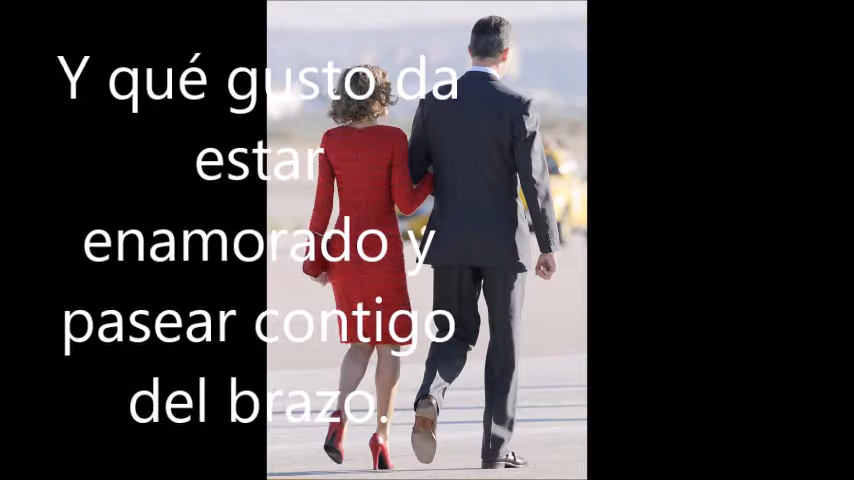 Y qué gusto da
estar
enamorado y
pasear contigo
del brazo.